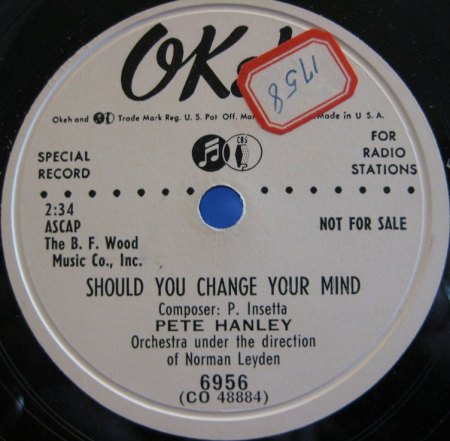 OKeh
1758
Okeh and Trade Mark Reg. U. S. Pat Off. Made in U. S. A.
CBS
SPECIAL RECORD
FOR RADIO STATIONS
2:34
ASCAP
The B. F. Wood
Music Co., Inc.
NOT FOR SALE
SHOULD YOU CHANGE YOUR MIND
Composer: P. Insetta
PETE HANLEY
Orchestra under the direction
of Norman Leyden
6956
(CO 48884)